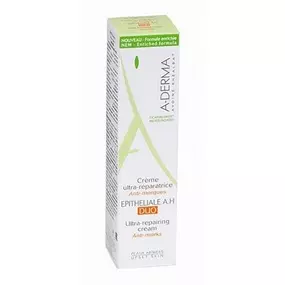 NOUVEAU - Formule enrichie
NEW - Enriched formula
A-DERMA
Crème
ultra-réparatrice
Anti-marques
EPITHELIALE A.H
DUO
Ultra-repairing
cream
Anti-marks